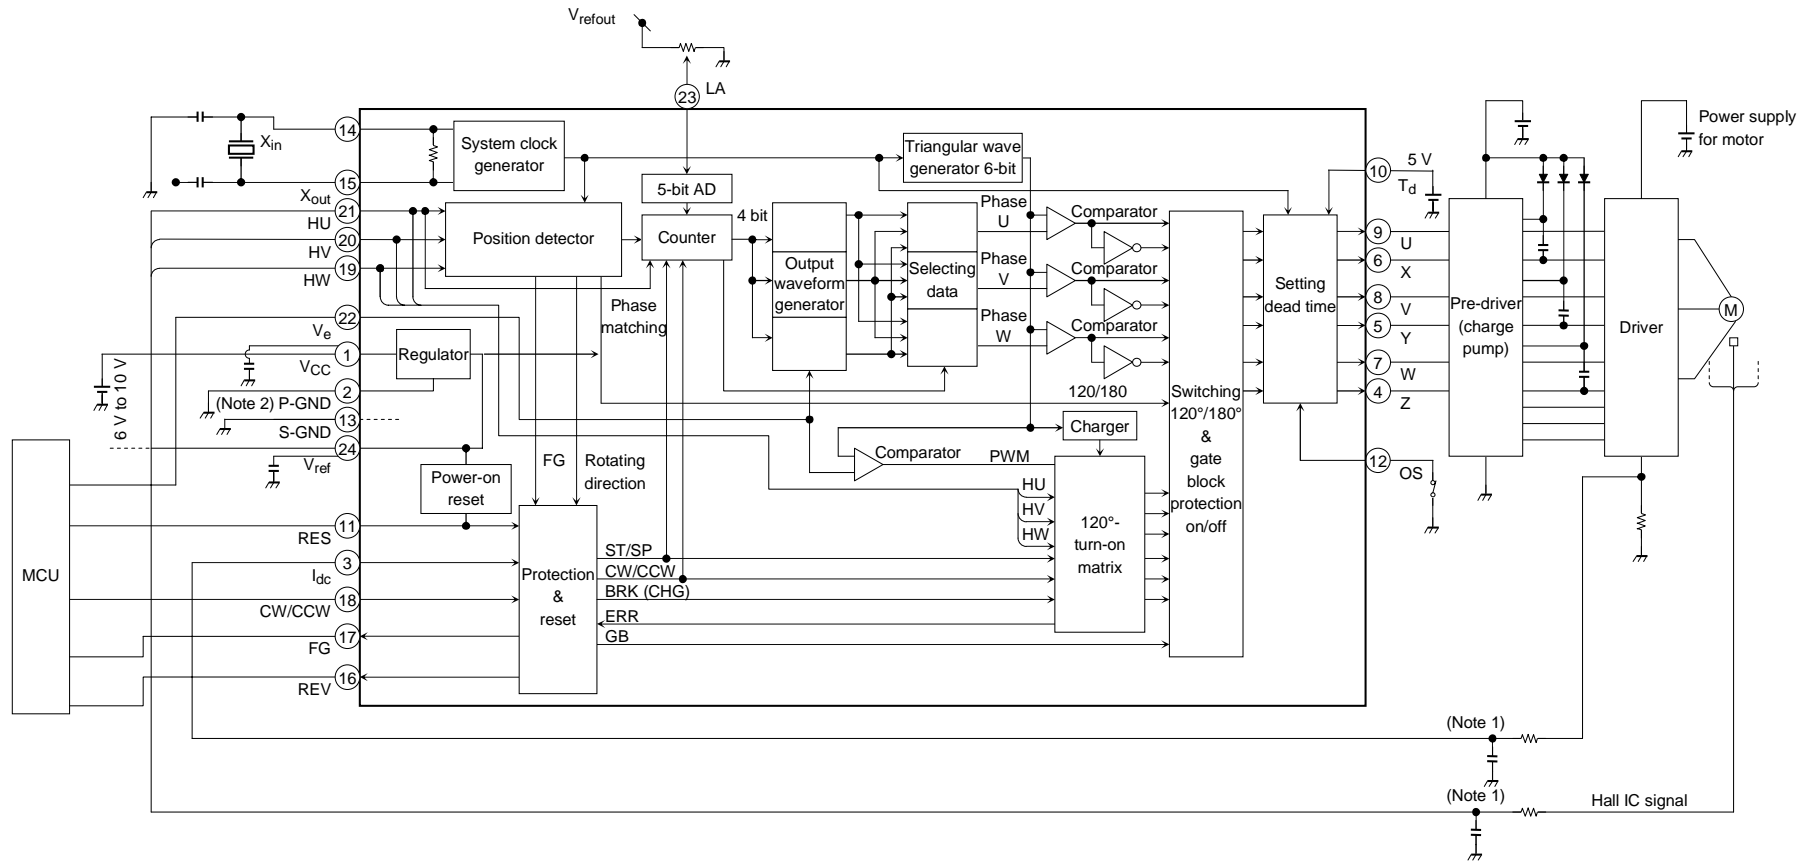 Vrefout
23
LA
Xin
14
15
Xout
21
HU
20
HV
19
HW
22
Ve
1
VCC
2
(Note 2) P-GND
13
S-GND
24
Vref
6 V to 10 V
11
RES
3
Idc
18
CW/CCW
17
FG
16
REV
MCU
System clock
generator
Position detector
5-bit AD
Counter
4 bit
Phase
matching
Regulator
Power-on
reset
FG
Rotating
direction
Protection
&
reset
ST/SP
CW/CCW
BRK (CHG)
ERR
GB
Output
waveform
generator
Selecting
data
Triangular wave
generator 6-bit
Phase
U
Phase
V
Phase
W
Comparator
Comparator
Comparator
120/180
Charger
Comparator
PWM
HU
HV
HW
120°-
turn-on
matrix
Switching
120°/180°
&
gate
block
protection
on/off
Setting
dead time
10
5 V
Td
9
U
6
X
8
V
5
Y
7
W
4
Z
12
OS
Pre-driver
(charge
pump)
Driver
Power supply
for motor
M
(Note 1)
(Note 1)
Hall IC signal